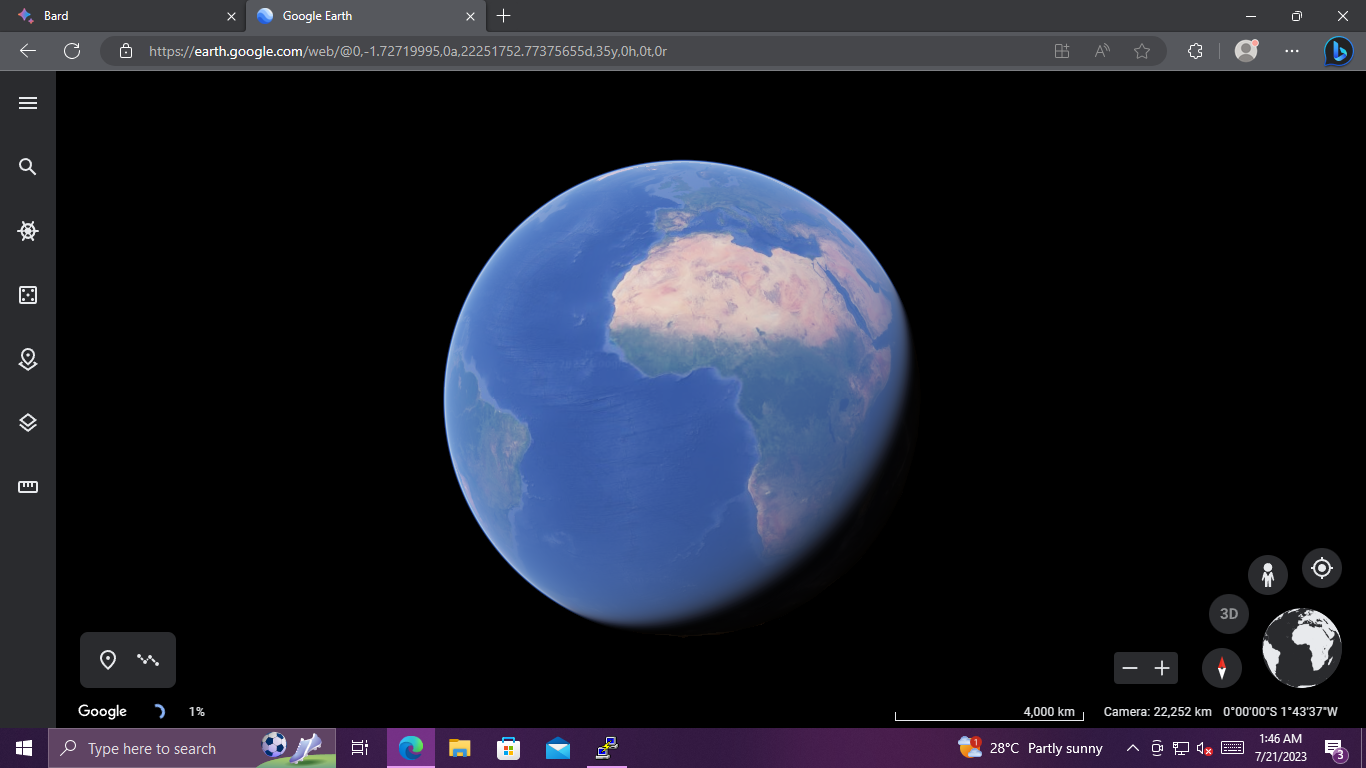 Bard
Google Earth
https://earth.google.com/web/@0,-1.72719995,0a,22251752.77375655d,35y,0h,0t,0r
3D
Google
1%
4,000 km
Camera: 22,252 km
0°00'00"S 1°43'37"W
Type here to search
1
28°C Partly sunny
1:46 AM
7/21/2023
3